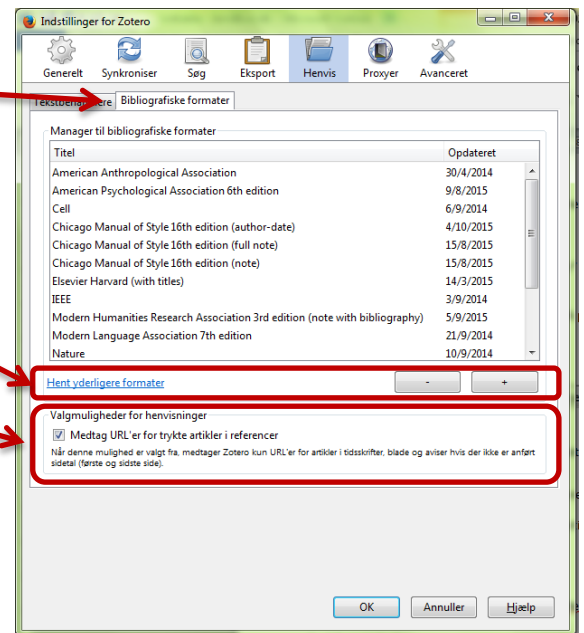 Indstillinger for Zotero
Generelt Synkroniser Søg Eksport Henvis Proxyer Avanceret
Bibliografiske formater
Manager til bibliografiske formater
Titel Opdateret
American Anthropological Association 30/4/2014
American Psychological Association 6th edition 9/8/2015
Cell 6/9/2014
Chicago Manual of Style 16th edition (author-date) 4/10/2015
Chicago Manual of Style 16th edition (full note) 15/8/2015
Chicago Manual of Style 16th edition (note) 15/8/2015
Elsevier Harvard (with titles) 14/3/2015
IEEE 3/9/2014
Modern Humanities Research Association 3rd edition (note with bibliography) 5/9/2015
Modern Language Association 7th edition 21/9/2014
Nature 10/9/2014
Hent yderligere formater - +
Valgmuligheder for henvisninger
Medtag URL'er for trykte artikler i referencer
Når denne mulighed er valgt fra, medtager Zotero kun URL'er for artikler i tidsskrifter, blade og aviser hvis der ikke er anført
sidetal (første og sidste side).
OK Annuller Hjælp